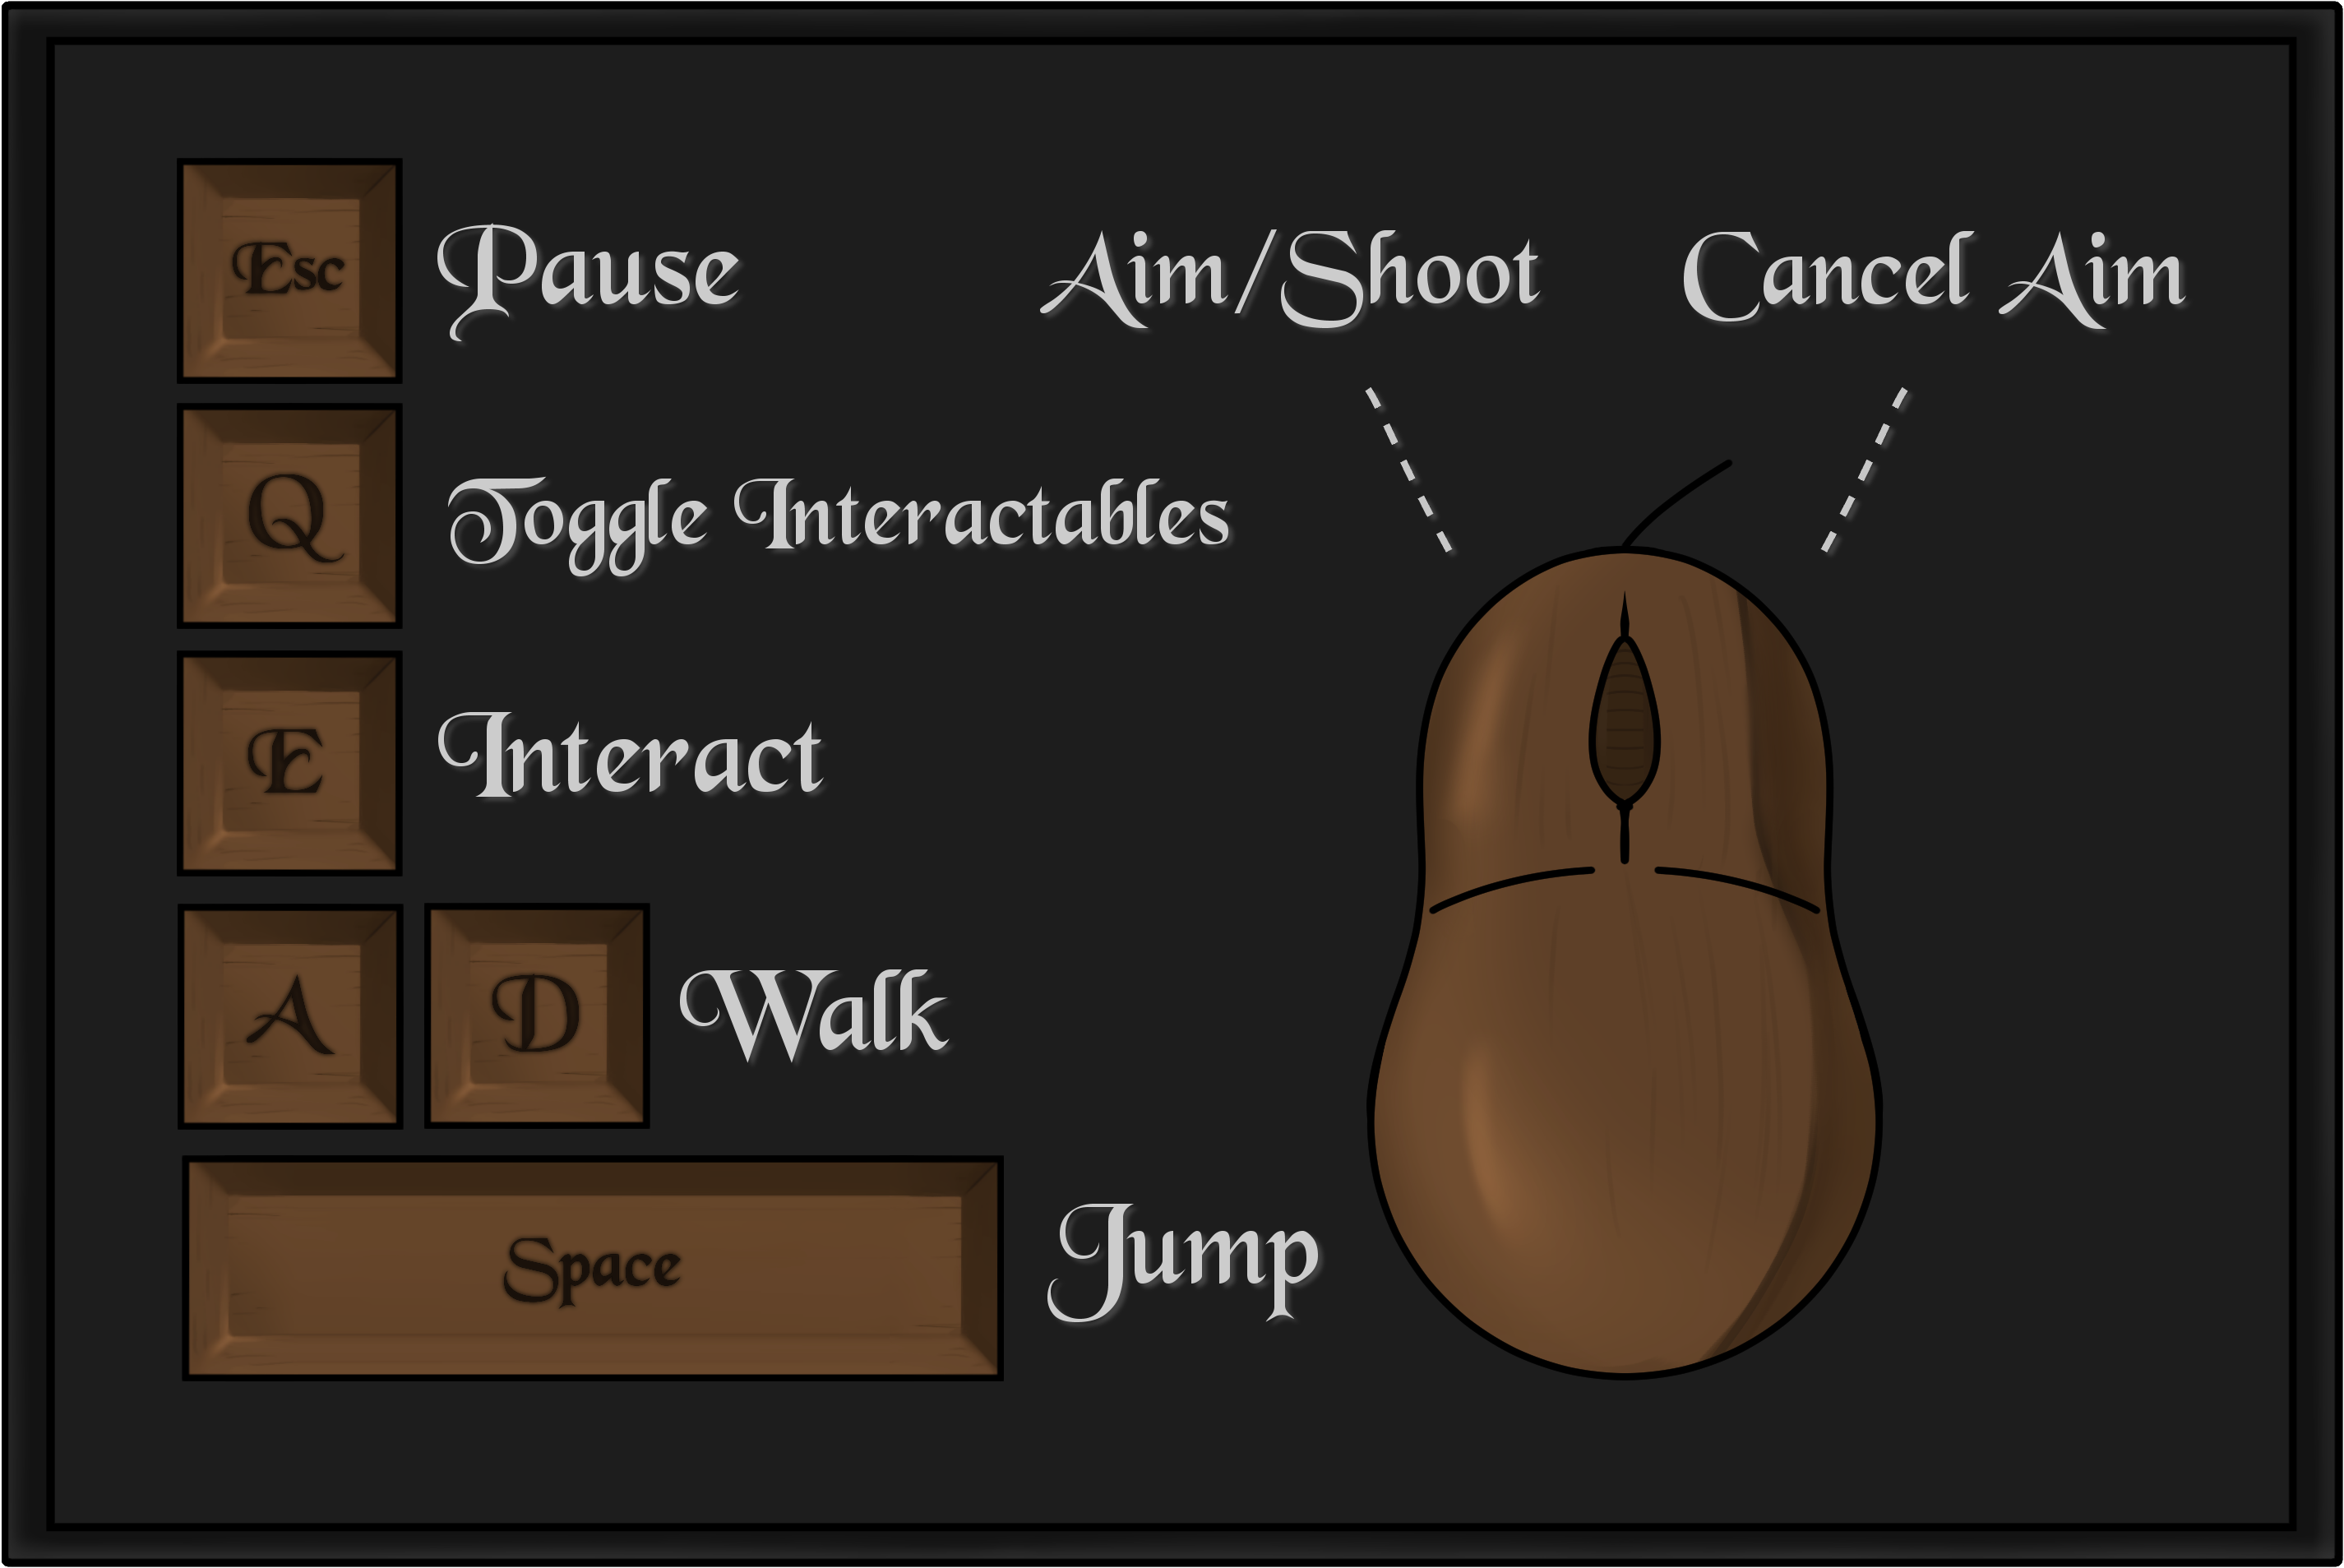 Esc Pause
Aim/Shoot Cancel Aim
Q Toggle Interactables
E Interact
A D Walk
Space Jump